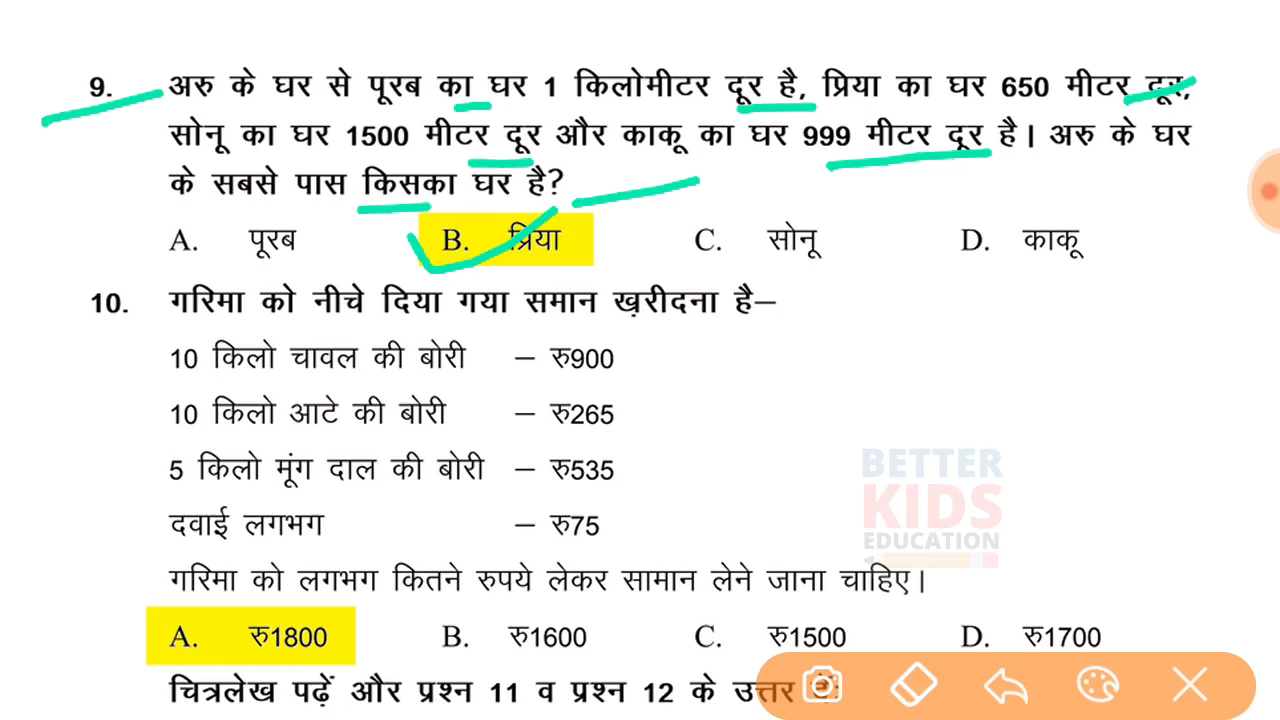 9. अरु के घर से पूरब का घर 1 किलोमीटर दूर है, प्रिया का घर 650 मीटर दूर,
सोनू का घर 1500 मीटर दूर और काकू का घर 999 मीटर दूर है। अरु के घर
के सबसे पास किसका घर है?
A. पूरब B. प्रिया C. सोनू D. काकू
10. गरिमा को नीचे दिया गया समान ख़रीदना है–
10 किलो चावल की बोरी – रु900
10 किलो आटे की बोरी – रु265
5 किलो मूंग दाल की बोरी – रु535
दवाई लगभग – रु75
BETTER
KIDS
EDUCATION
गरिमा को लगभग कितने रुपये लेकर सामान लेने जाना चाहिए।
A. रु1800 B. रु1600 C. रु1500 D. रु1700
चित्रलेख पढ़ें और प्रश्न 11 व प्रश्न 12 के उत्तर